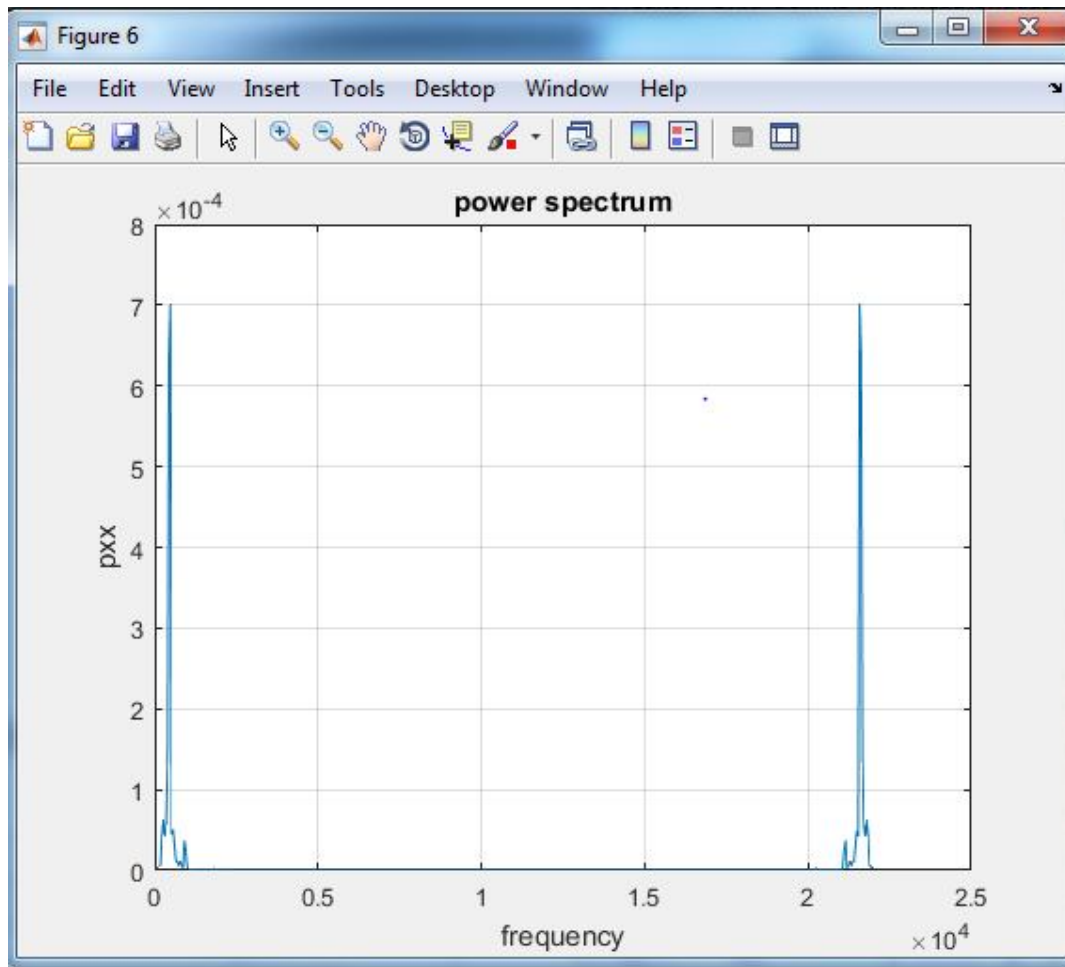 Figure 6
File Edit View Insert Tools Desktop Window Help
power spectrum
×10⁻⁴
8
7
6
5
4
3
2
1
0
pxx
0 0.5 1 1.5 2 2.5
frequency
×10⁴